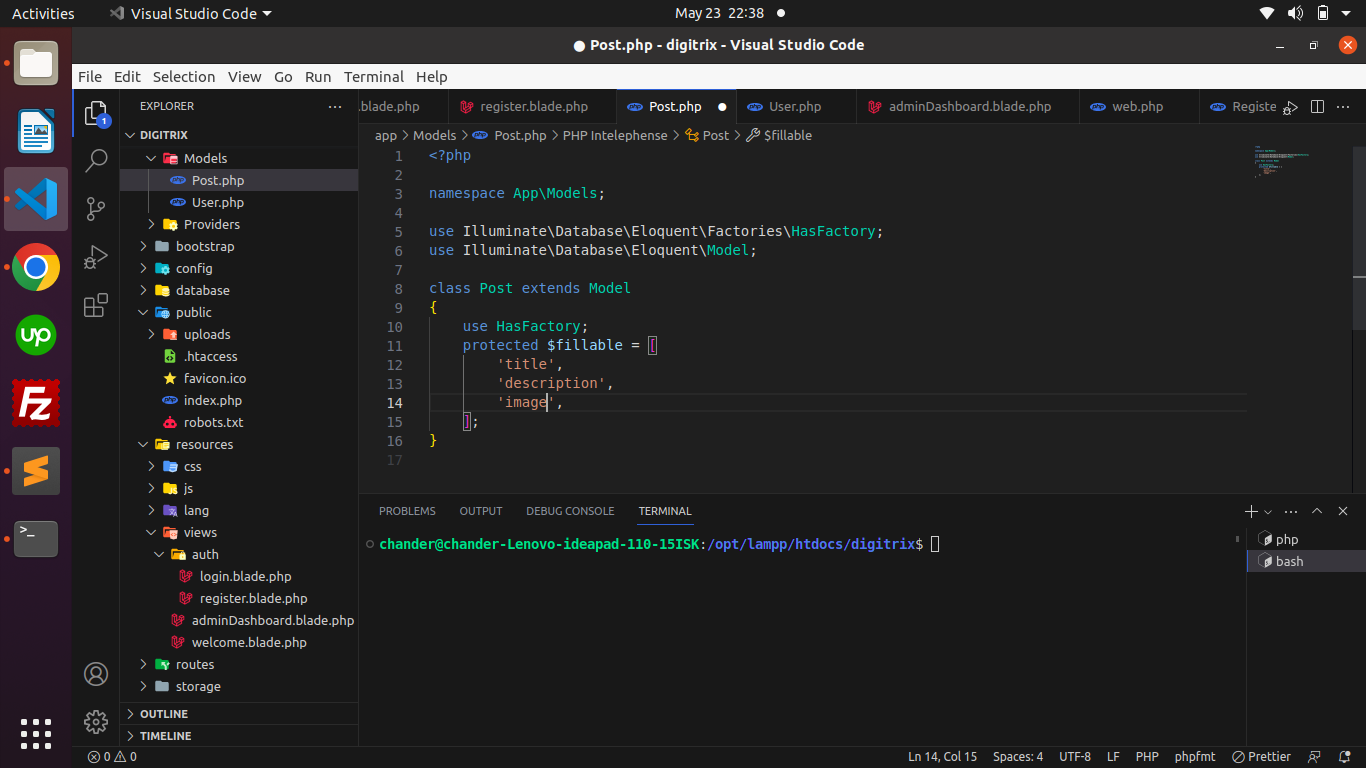 Activities Visual Studio Code May 23 22:38
Post.php - digitrix - Visual Studio Code
File Edit Selection View Go Run Terminal Help
EXPLORER
.blade.php register.blade.php Post.php User.php adminDashboard.blade.php web.php Registe
DIGITRIX
app > Models > Post.php > PHP Intelephense > Post > $fillable
Models
Post.php
User.php
Providers
bootstrap
config
database
public
uploads
.htaccess
favicon.ico
index.php
robots.txt
resources
css
js
lang
views
auth
login.blade.php
register.blade.php
adminDashboard.blade.php
welcome.blade.php
routes
storage
OUTLINE
TIMELINE
1
1 <?php
2
3 namespace App\Models;
4
5 use Illuminate\Database\Eloquent\Factories\HasFactory;
6 use Illuminate\Database\Eloquent\Model;
7
8 class Post extends Model
9 {
10 use HasFactory;
11 protected $fillable = [
12 'title',
13 'description',
14 'image',
15 ];
16 }
17
PROBLEMS OUTPUT DEBUG CONSOLE TERMINAL
chander@chander-Lenovo-ideapad-110-15ISK:/opt/lampp/htdocs/digitrix$
php
bash
up
Fz
>_
0 0 Ln 14, Col 15 Spaces: 4 UTF-8 LF PHP phpfmt Prettier